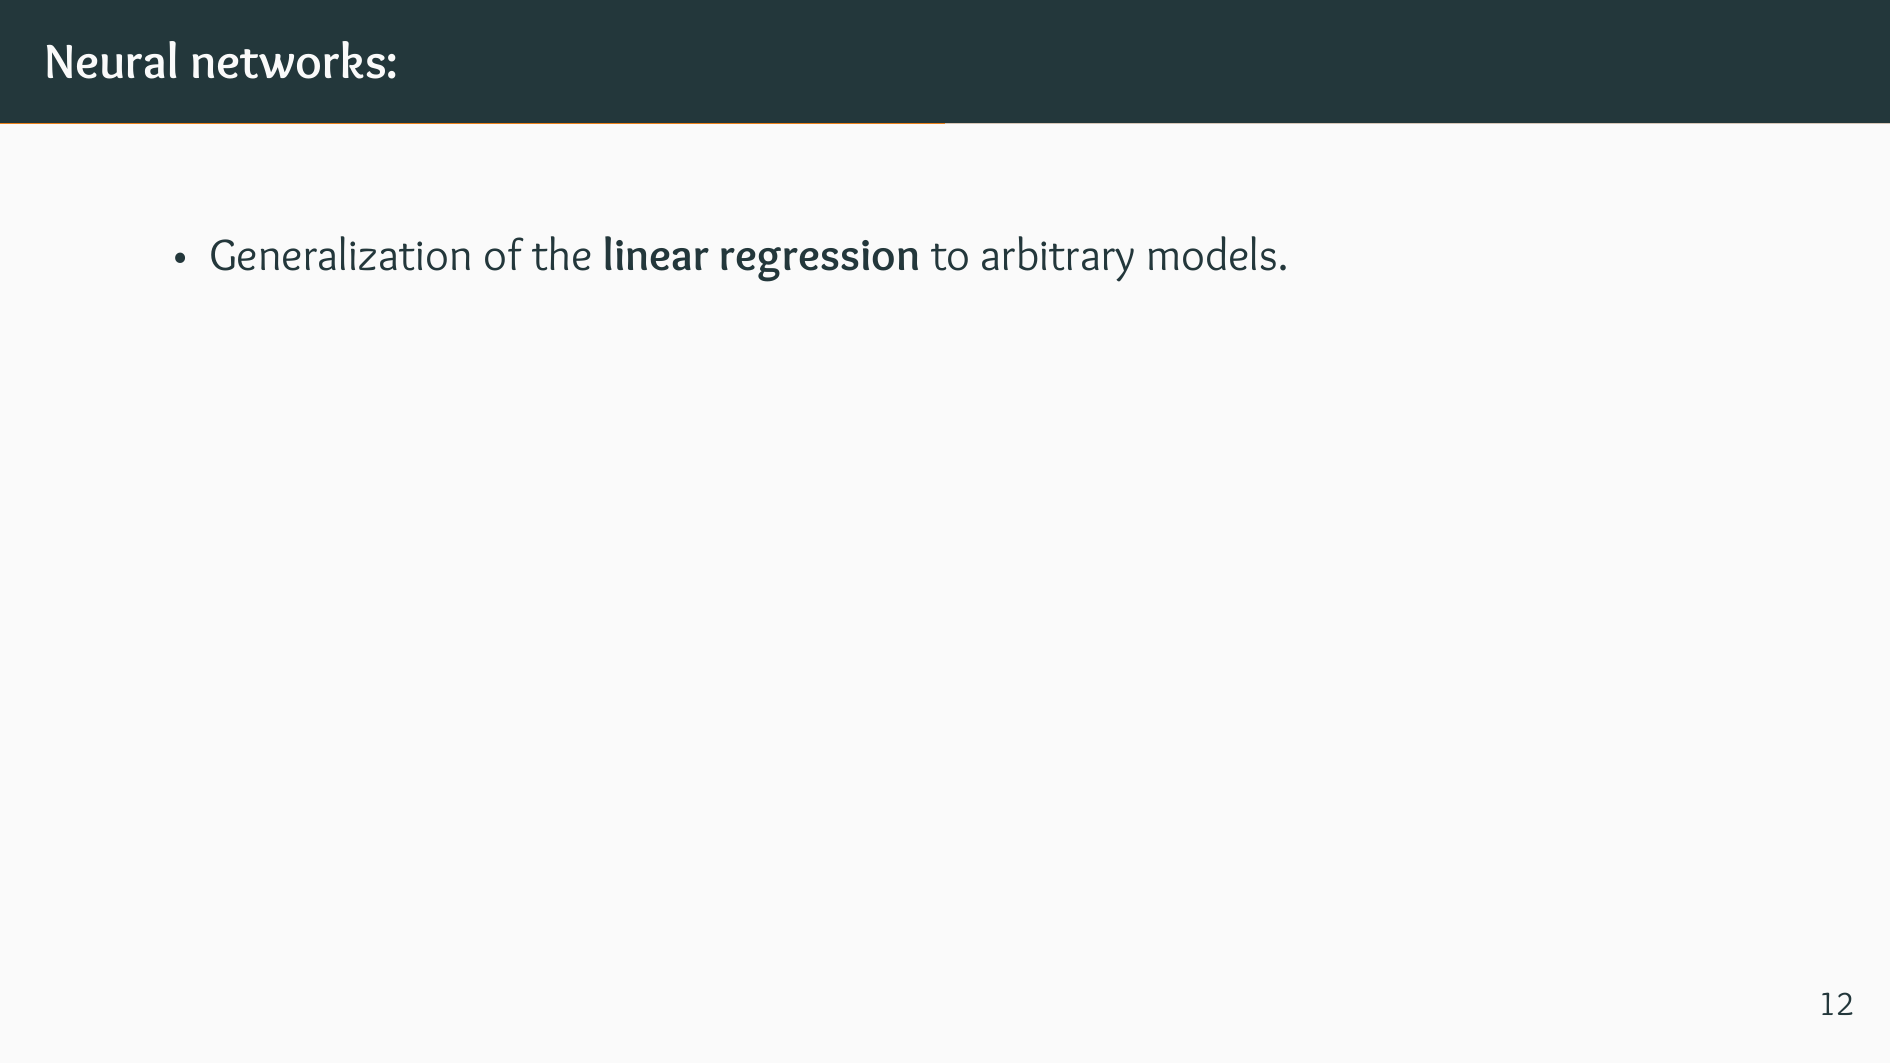 Neural networks:
• Generalization of the linear regression to arbitrary models.
12